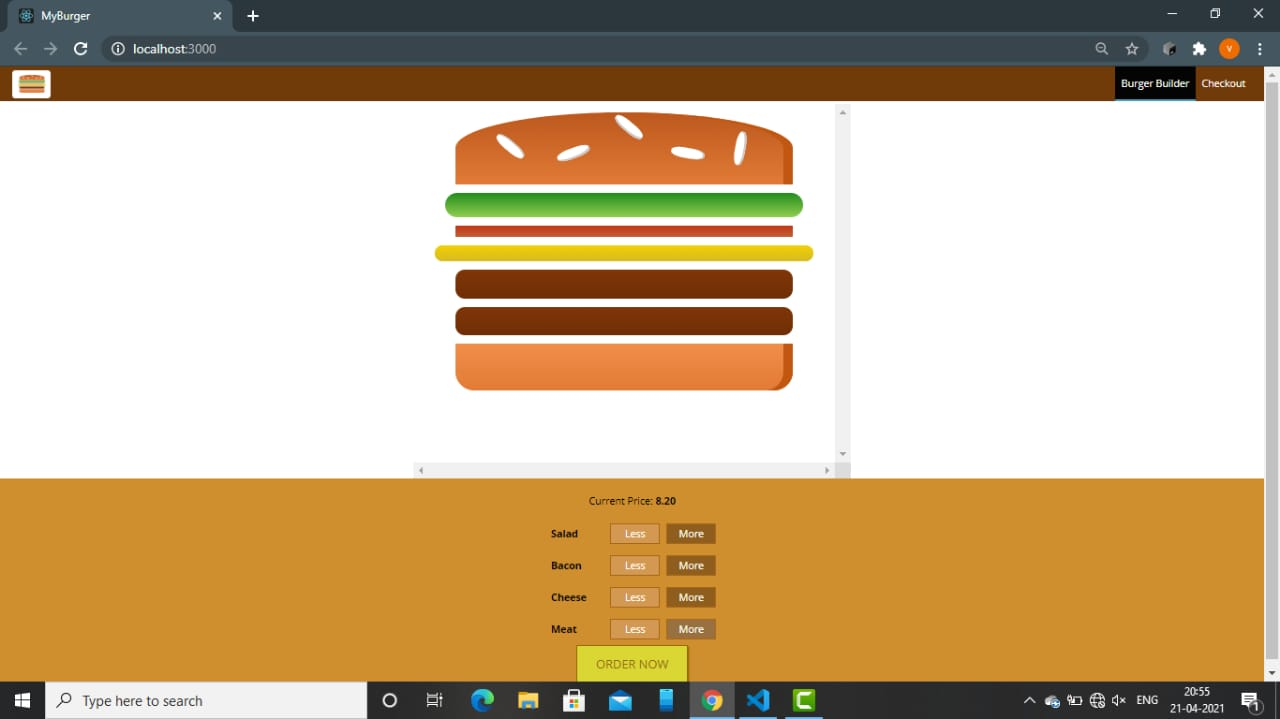 MyBurger
localhost:3000
V
Burger Builder Checkout
Current Price: 8.20
Salad Less More
Bacon Less More
Cheese Less More
Meat Less More
ORDER NOW
Type here to search
ENG
20:55
21-04-2021
1